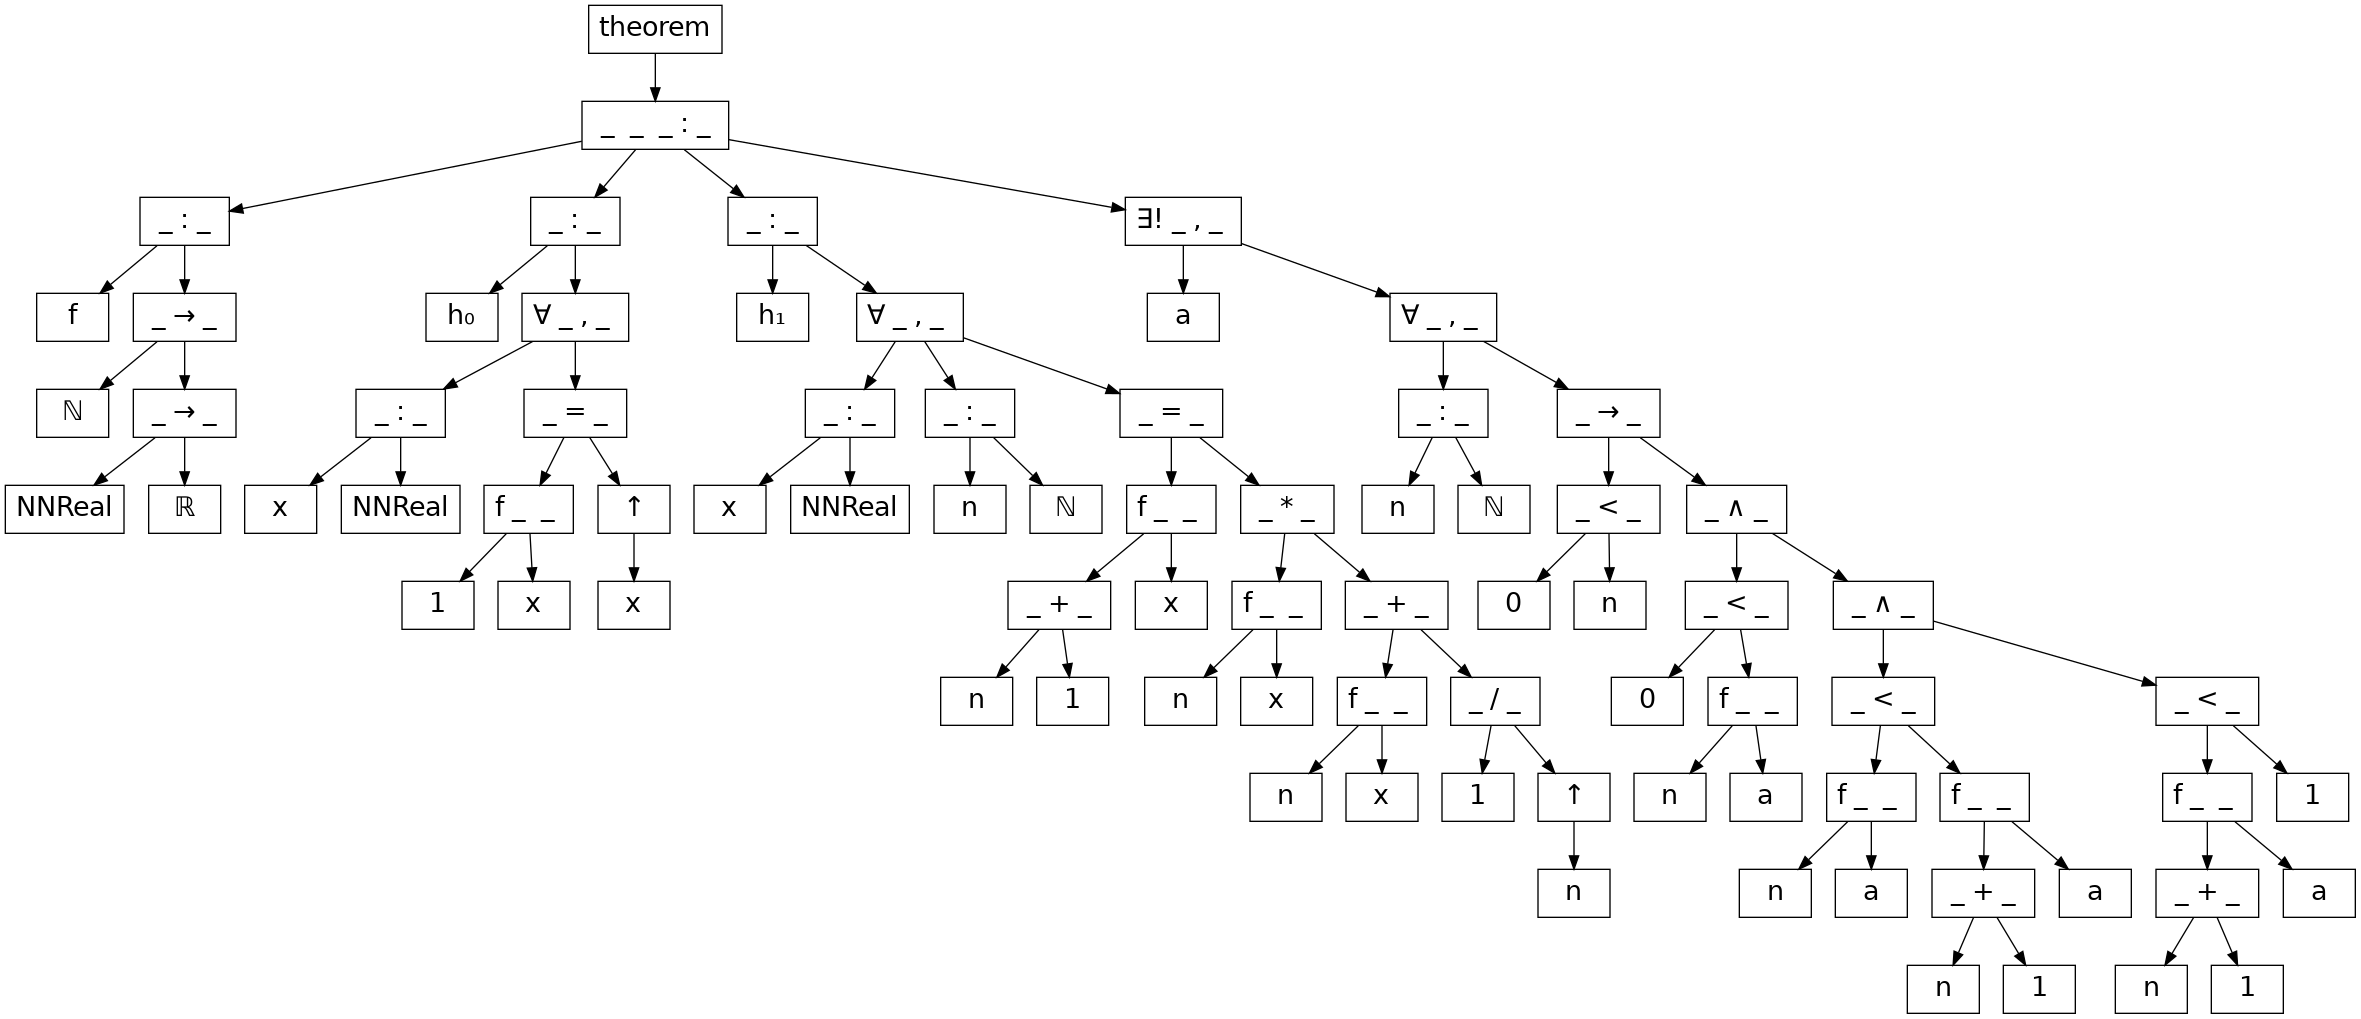 theorem
_ _ _ : _
_ : _ _ : _ _ : _ ∃! _ , _
f _ → _ h₀ ∀ _ , _ h₁ ∀ _ , _ a ∀ _ , _
ℕ _ → _ _ : _ _ = _ _ : _ _ : _ _ = _ _ : _ _ → _
NNReal ℝ x NNReal f _ _ ↑ x NNReal n ℕ f _ _ _ * _ n ℕ _ < _ _ ∧ _
1 x x _ + _ x f _ _ _ + _ 0 n _ < _ _ ∧ _
n 1 n x f _ _ _ / _ 0 f _ _ _ < _ _ < _
n x 1 ↑ n a f _ _ f _ _ f _ _ 1
n n a _ + _ a _ + _ a
n 1 n 1